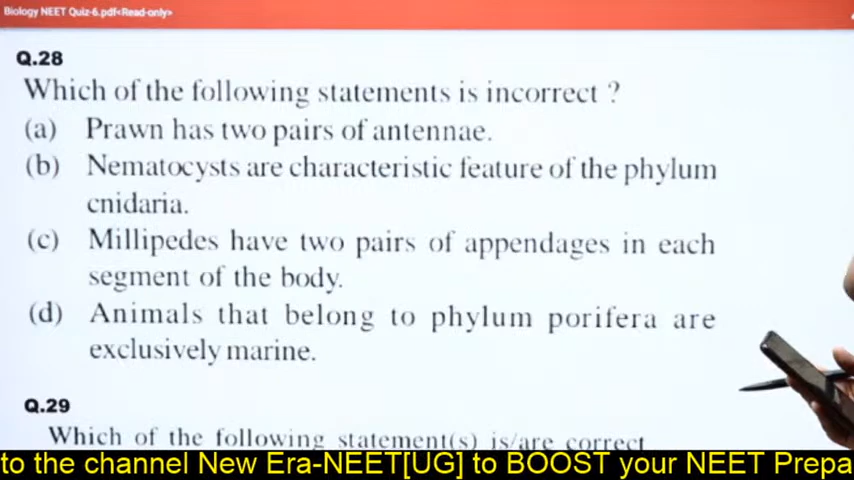 Biology NEET Quiz-6.pdf<Read-only>
Q.28
Which of the following statements is incorrect ?
(a) Prawn has two pairs of antennae.
(b) Nematocysts are characteristic feature of the phylum
cnidaria.
(c) Millipedes have two pairs of appendages in each
segment of the body.
(d) Animals that belong to phylum porifera are
exclusively marine.
Q.29
Which of the following statement(s) is/are correct
to the channel New Era-NEET[UG] to BOOST your NEET Prepa